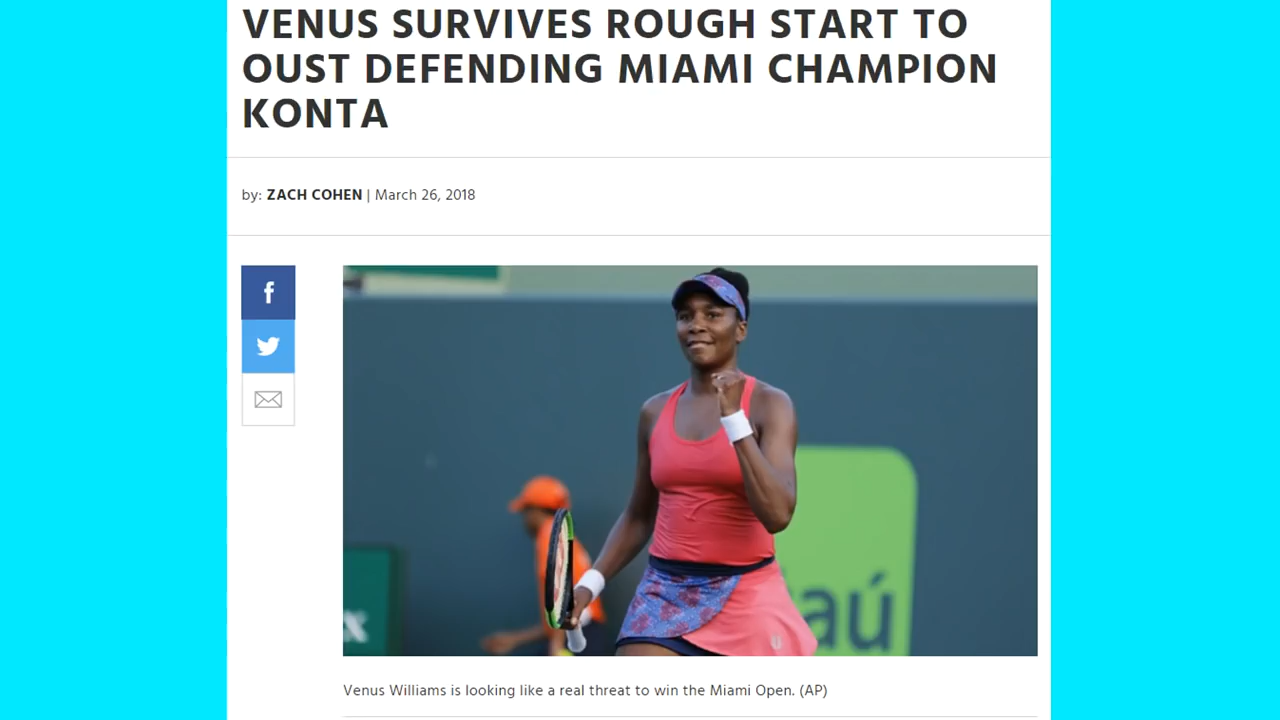 VENUS SURVIVES ROUGH START TO
OUST DEFENDING MIAMI CHAMPION
KONTA
by: ZACH COHEN | March 26, 2018
f
aú
x
Venus Williams is looking like a real threat to win the Miami Open. (AP)